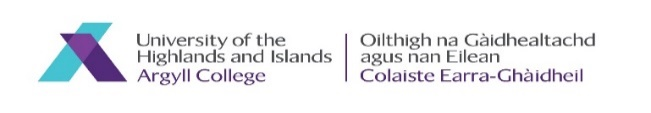 University of the
Highlands and Islands
Argyll College
Oilthigh na Gàidhealtachd
agus nan Eilean
Colaiste Earra-Ghàidheil